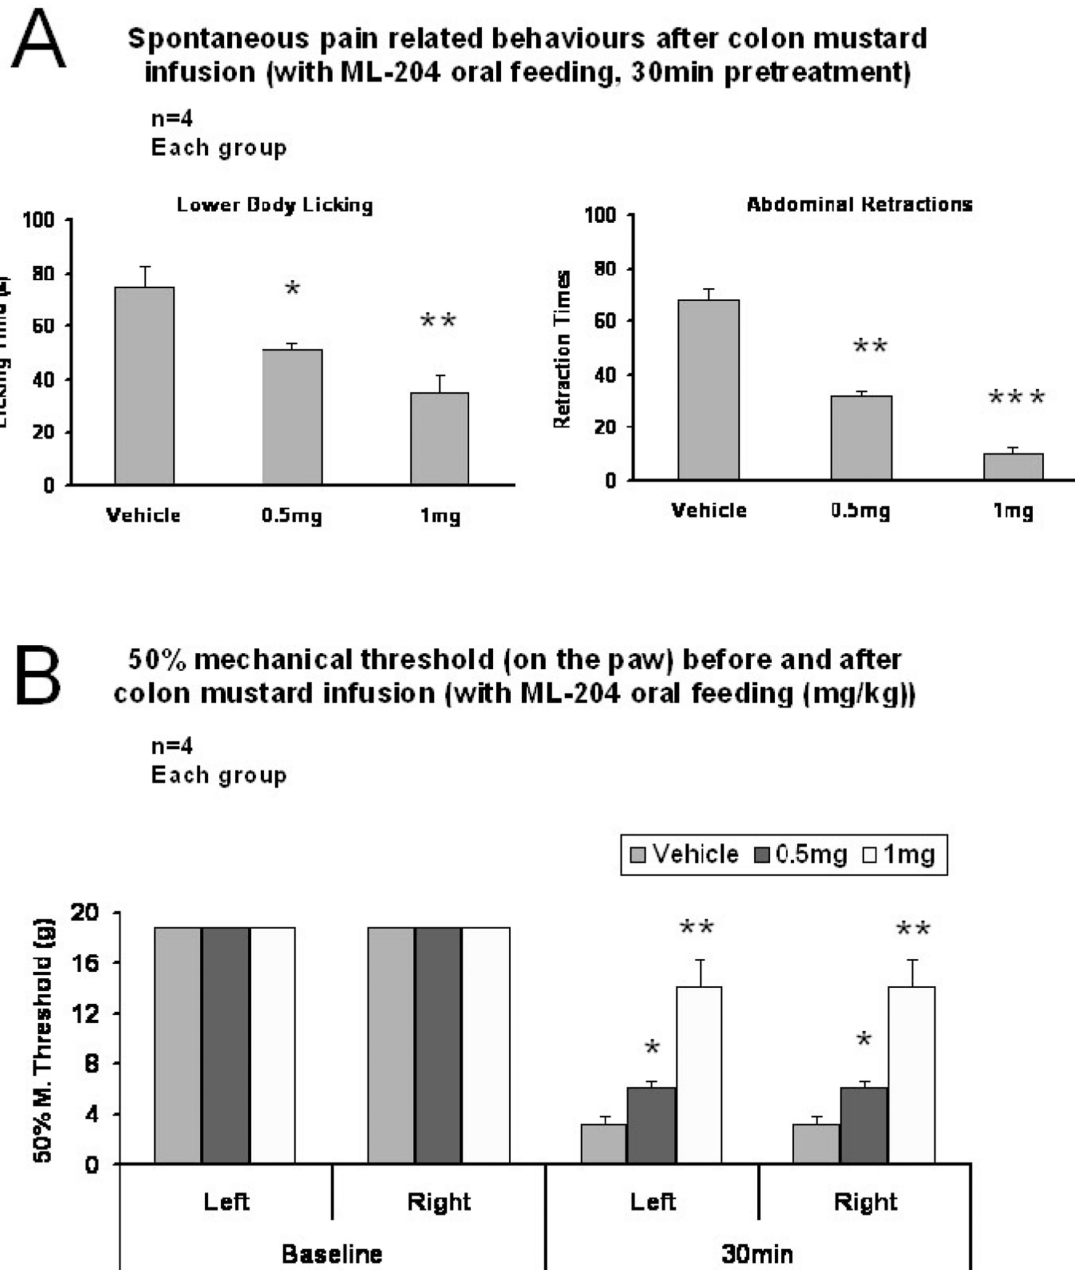 A
Spontaneous pain related behaviours after colon mustard
infusion (with ML-204 oral feeding, 30min pretreatment)
n=4
Each group
Lower Body Licking
100
80
60
40
20
0
*
**
Vehicle 0.5mg 1mg
Abdominal Retractions
Retraction Times
100
80
60
40
20
0
**
***
Vehicle 0.5mg 1mg
B
50% mechanical threshold (on the paw) before and after
colon mustard infusion (with ML-204 oral feeding (mg/kg))
n=4
Each group
Vehicle 0.5mg 1mg
50% M. Threshold (g)
20
16
12
8
4
0
*
**
*
**
Left Right Left Right
Baseline 30min